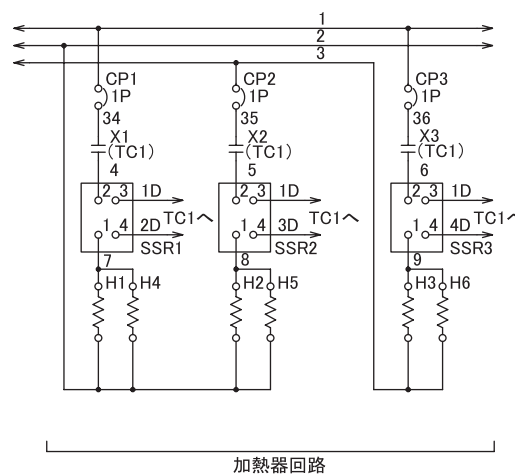 1
2
3
CP1
1P
CP2
1P
CP3
1P
34
35
36
X1
(TC1)
X2
(TC1)
X3
(TC1)
4
5
6
2 3 1D
2 3 1D
2 3 1D
TC1へ
TC1へ
TC1へ
1 4 2D
1 4 3D
1 4 4D
SSR1
SSR2
SSR3
7
8
9
H1 H4
H2 H5
H3 H6
加熱器回路